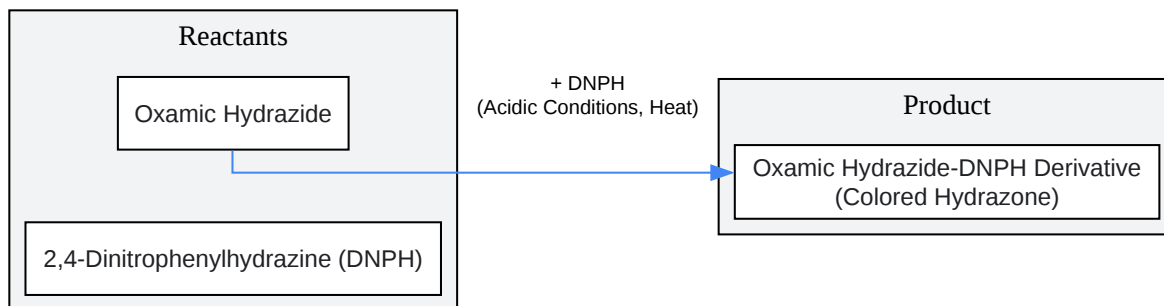 Reactants
Oxamic Hydrazide
2,4-Dinitrophenylhydrazine (DNPH)
+ DNPH
(Acidic Conditions, Heat)
Product
Oxamic Hydrazide-DNPH Derivative
(Colored Hydrazone)